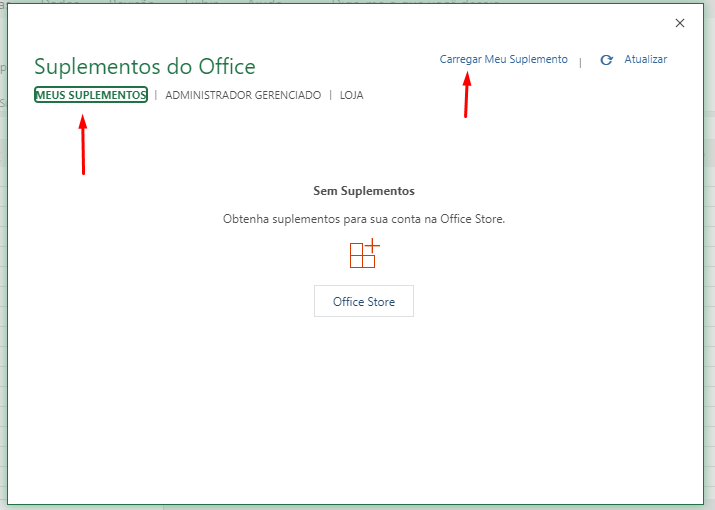 Suplementos do Office
Carregar Meu Suplemento | Atualizar
MEUS SUPLEMENTOS | ADMINISTRADOR GERENCIADO | LOJA
Sem Suplementos
Obtenha suplementos para sua conta na Office Store.
Office Store